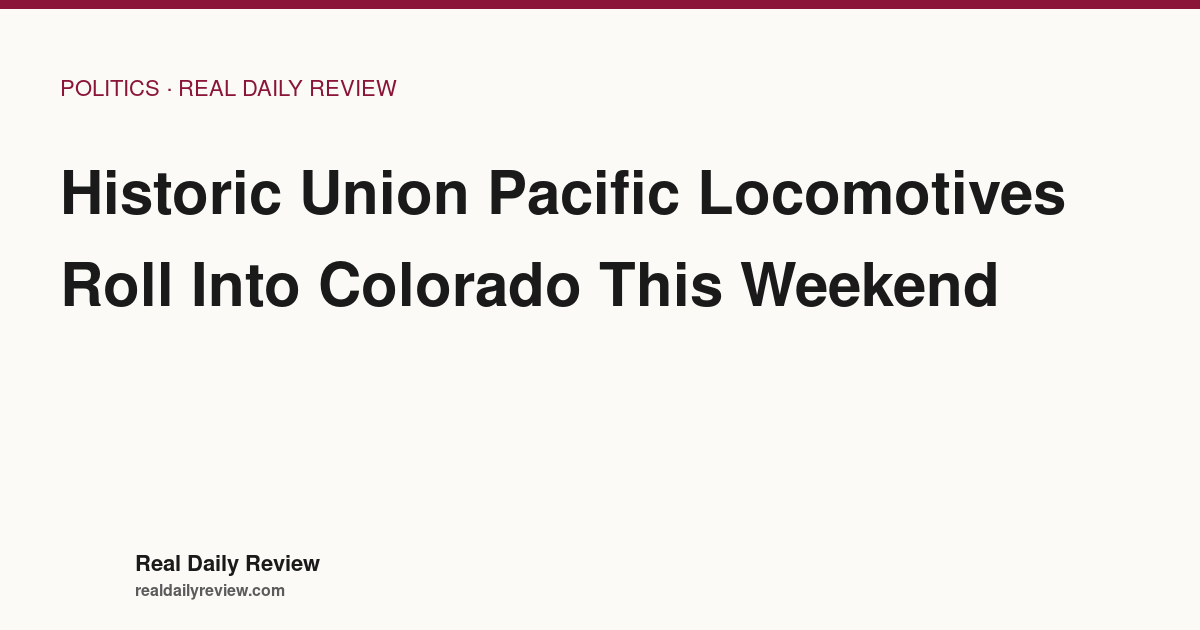 POLITICS · REAL DAILY REVIEW
Historic Union Pacific Locomotives
Roll Into Colorado This Weekend
Real Daily Review
realdailyreview.com